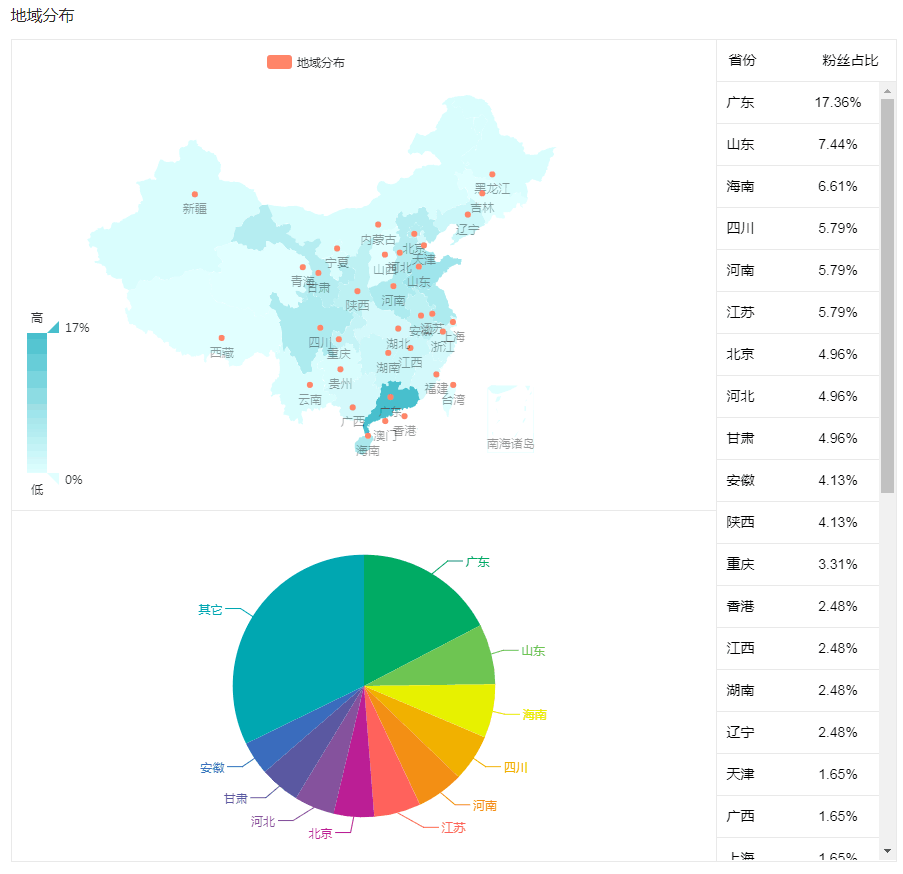 地域分布
地域分布
黑龙江
新疆
吉林
辽宁
内蒙古
北京
天津
宁夏
山西
河北
青海
甘肃
山东
陕西
河南
安徽
江苏
上海
四川
重庆
湖北
浙江
西藏
湖南
江西
贵州
福建
云南
台湾
广西
广东
香港
澳门
海南
南海诸岛
高
17%
0%
低
广东
山东
海南
四川
河南
江苏
北京
河北
甘肃
安徽
其它
省份 粉丝占比
广东 17.36%
山东 7.44%
海南 6.61%
四川 5.79%
河南 5.79%
江苏 5.79%
北京 4.96%
河北 4.96%
甘肃 4.96%
安徽 4.13%
陕西 4.13%
重庆 3.31%
香港 2.48%
江西 2.48%
湖南 2.48%
辽宁 2.48%
天津 1.65%
广西 1.65%
上海 1.65%